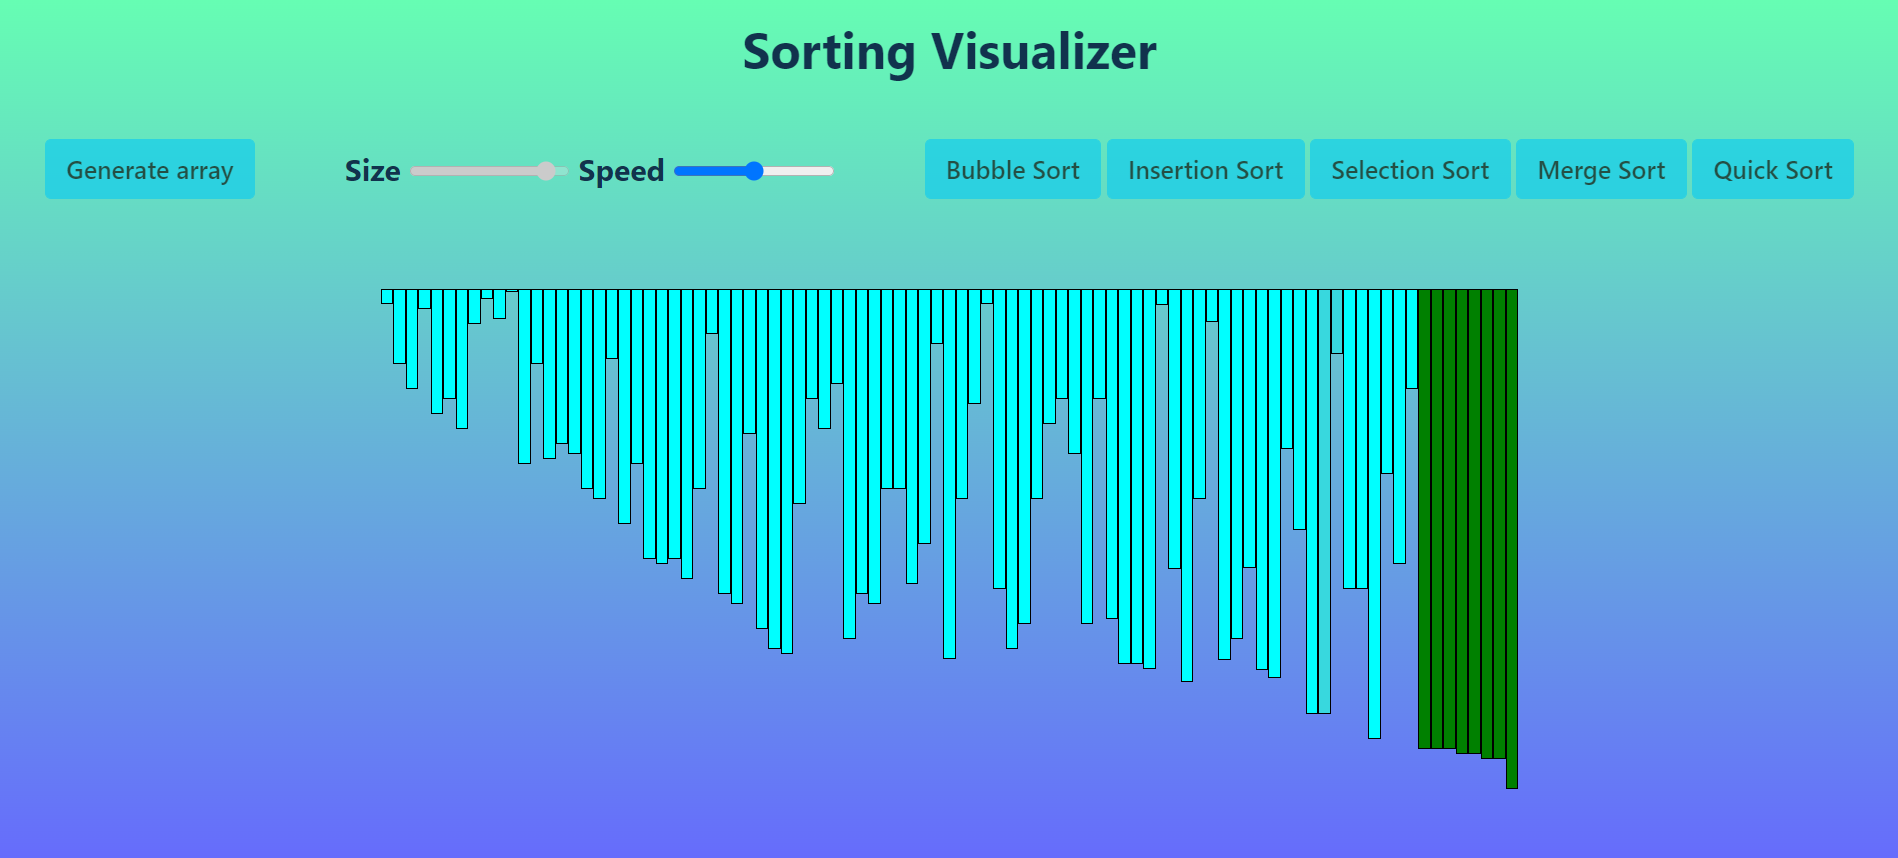 Sorting Visualizer
Generate array
Size
Speed
Bubble Sort
Insertion Sort
Selection Sort
Merge Sort
Quick Sort